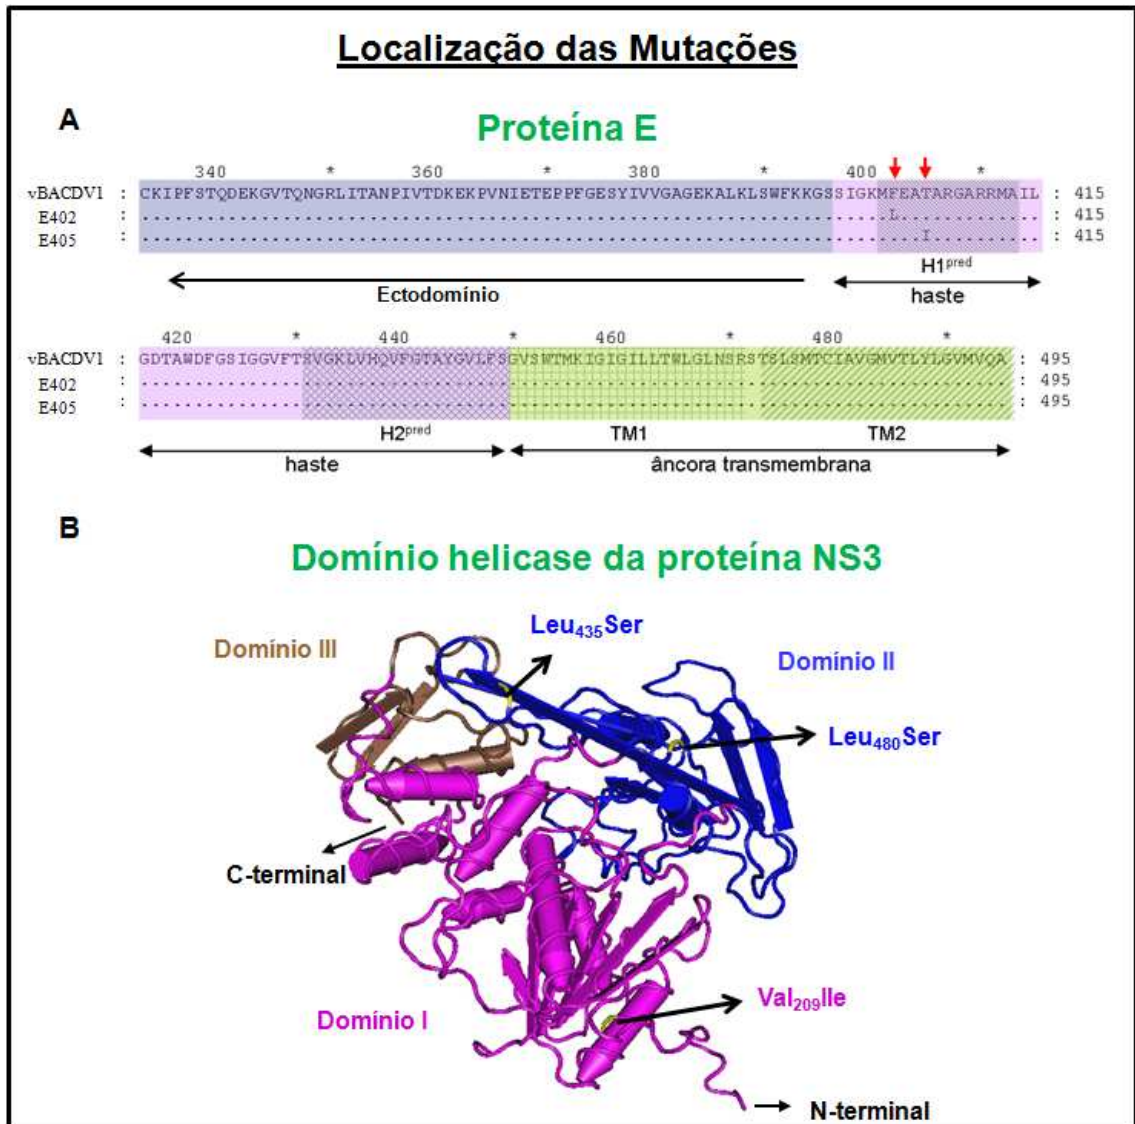 Localização das Mutações
A
Proteína E
340 * 360 * 380 * 400 *
vBACDV1 : CKIPFSTQDEKGVTQNGRLITANPIVTDKEKPVNIETEPPFGESYIVVGAGEKALKLSWFKKGSSIGKMFEATARGARRMAIL : 415
E402 : ......................................................................L............ : 415
E405 : .........................................................................I......... : 415
H1pred
Ectodomínio
haste
420 * 440 * 460 * 480 *
vBACDV1 : GDTAWDFGSIGGVFTSVGKLVHQVFGTAYGVLFSGVSWTMKIGIGILLTWLGLNSRSTSLSMTCIAVGMVTLYLGVMVQA : 495
E402 : ................................................................................ : 495
E405 : ................................................................................ : 495
H2pred TM1 TM2
haste âncora transmembrana
B
Domínio helicase da proteína NS3
Leu435Ser
Domínio III
Domínio II
Leu480Ser
C-terminal
Val209Ile
Domínio I
N-terminal